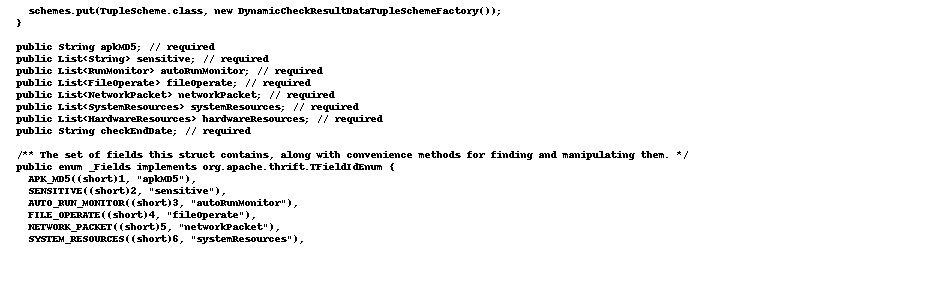 schemes.put(TupleScheme.class, new DynamicCheckResultDataTupleSchemeFactory());
}
public String apkMD5; // required
public List<String> sensitive; // required
public List<RunMonitor> autoRunMonitor; // required
public List<FileOperate> fileOperate; // required
public List<NetworkPacket> networkPacket; // required
public List<SystemResources> systemResources; // required
public List<HardwareResources> hardwareResources; // required
public String checkEndDate; // required
/** The set of fields this struct contains, along with convenience methods for finding and manipulating them. */
public enum _Fields implements org.apache.thrift.TFieldIdEnum {
APK_MD5((short)1, "apkMD5"),
SENSITIVE((short)2, "sensitive"),
AUTO_RUN_MONITOR((short)3, "autoRunMonitor"),
FILE_OPERATE((short)4, "fileOperate"),
NETWORK_PACKET((short)5, "networkPacket"),
SYSTEM_RESOURCES((short)6, "systemResources"),